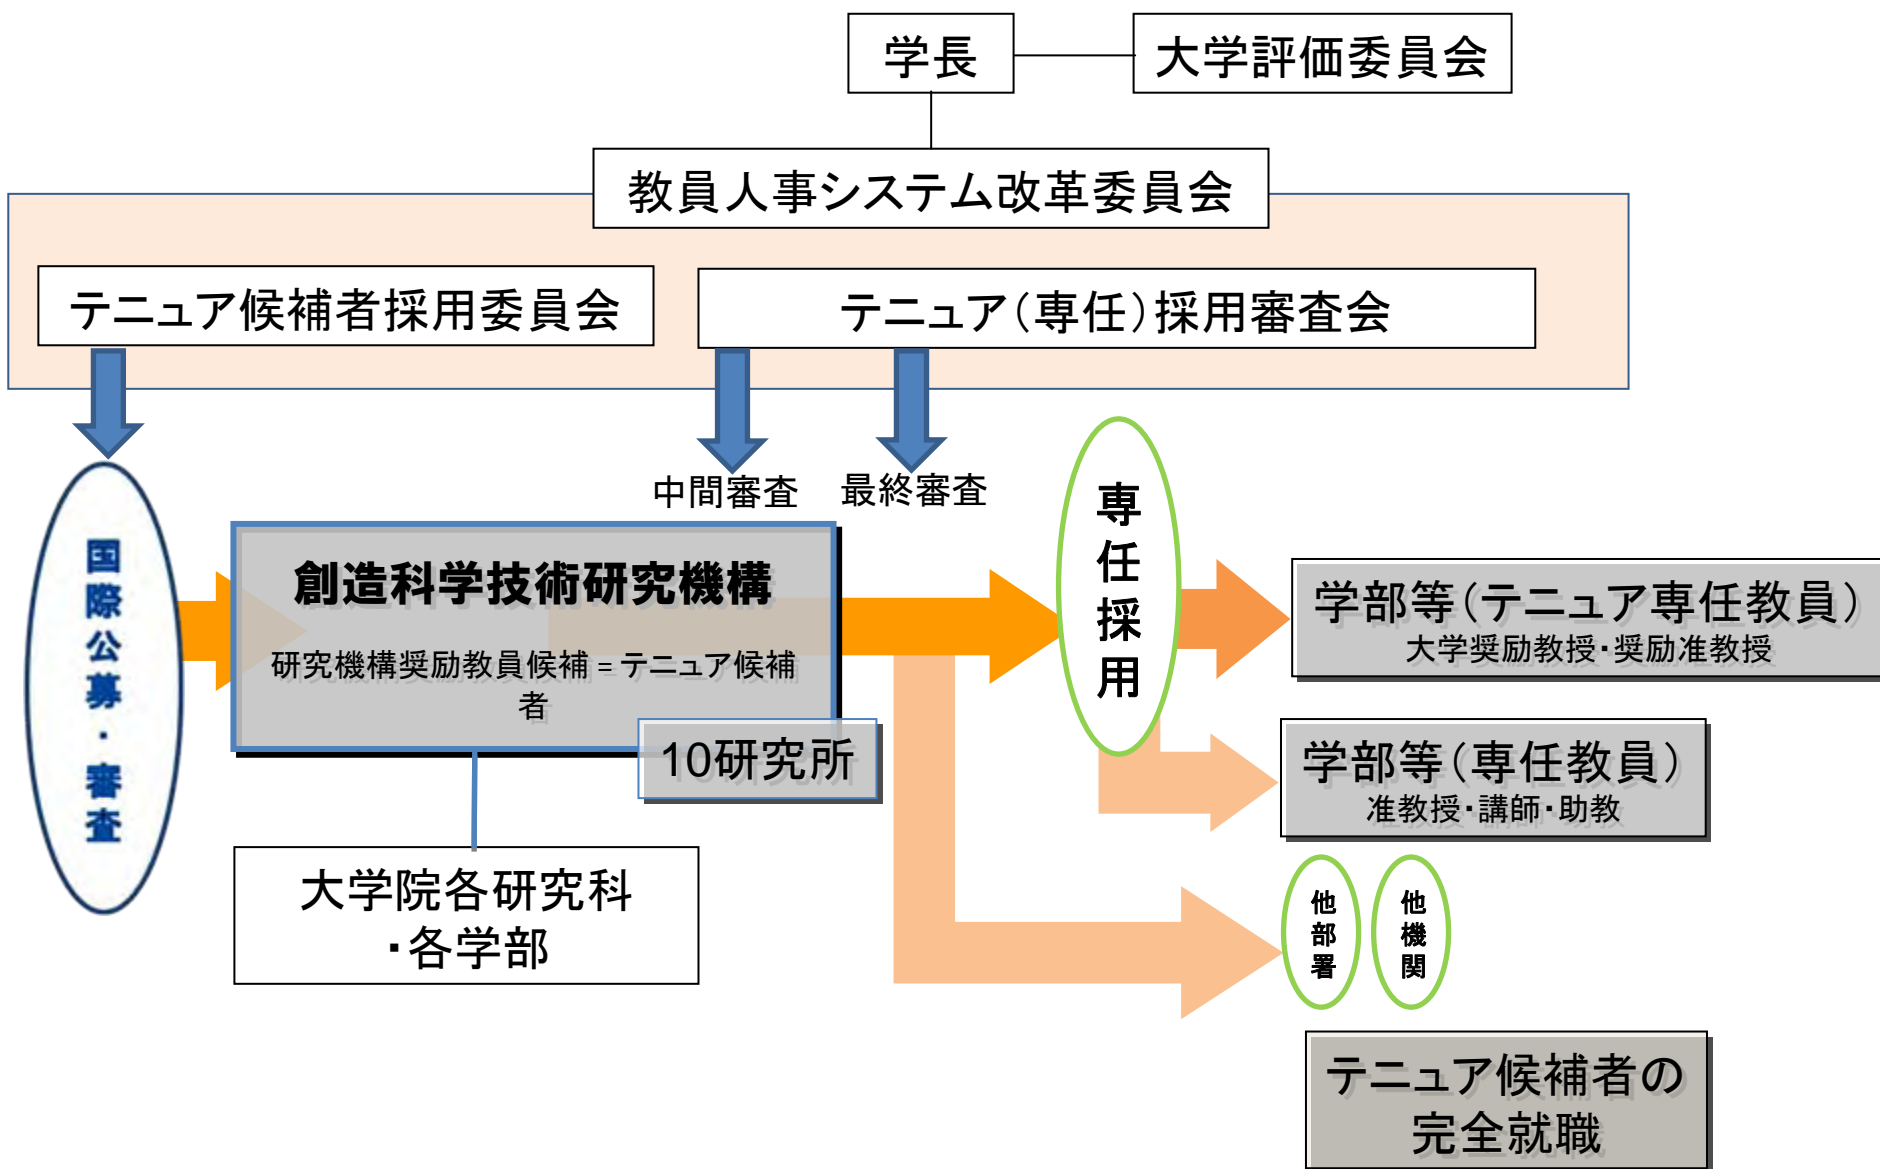 学長
大学評価委員会
教員人事システム改革委員会
テニュア候補者採用委員会
テニュア（専任）採用審査会
中間審査
最終審査
国際公募・審査
創造科学技術研究機構
研究機構奨励教員候補 = テニュア候補
者
10研究所
大学院各研究科
・各学部
専任採用
学部等（テニュア専任教員）
大学奨励教授・奨励准教授
学部等（専任教員）
准教授・講師・助教
他部署
他機関
テニュア候補者の
完全就職